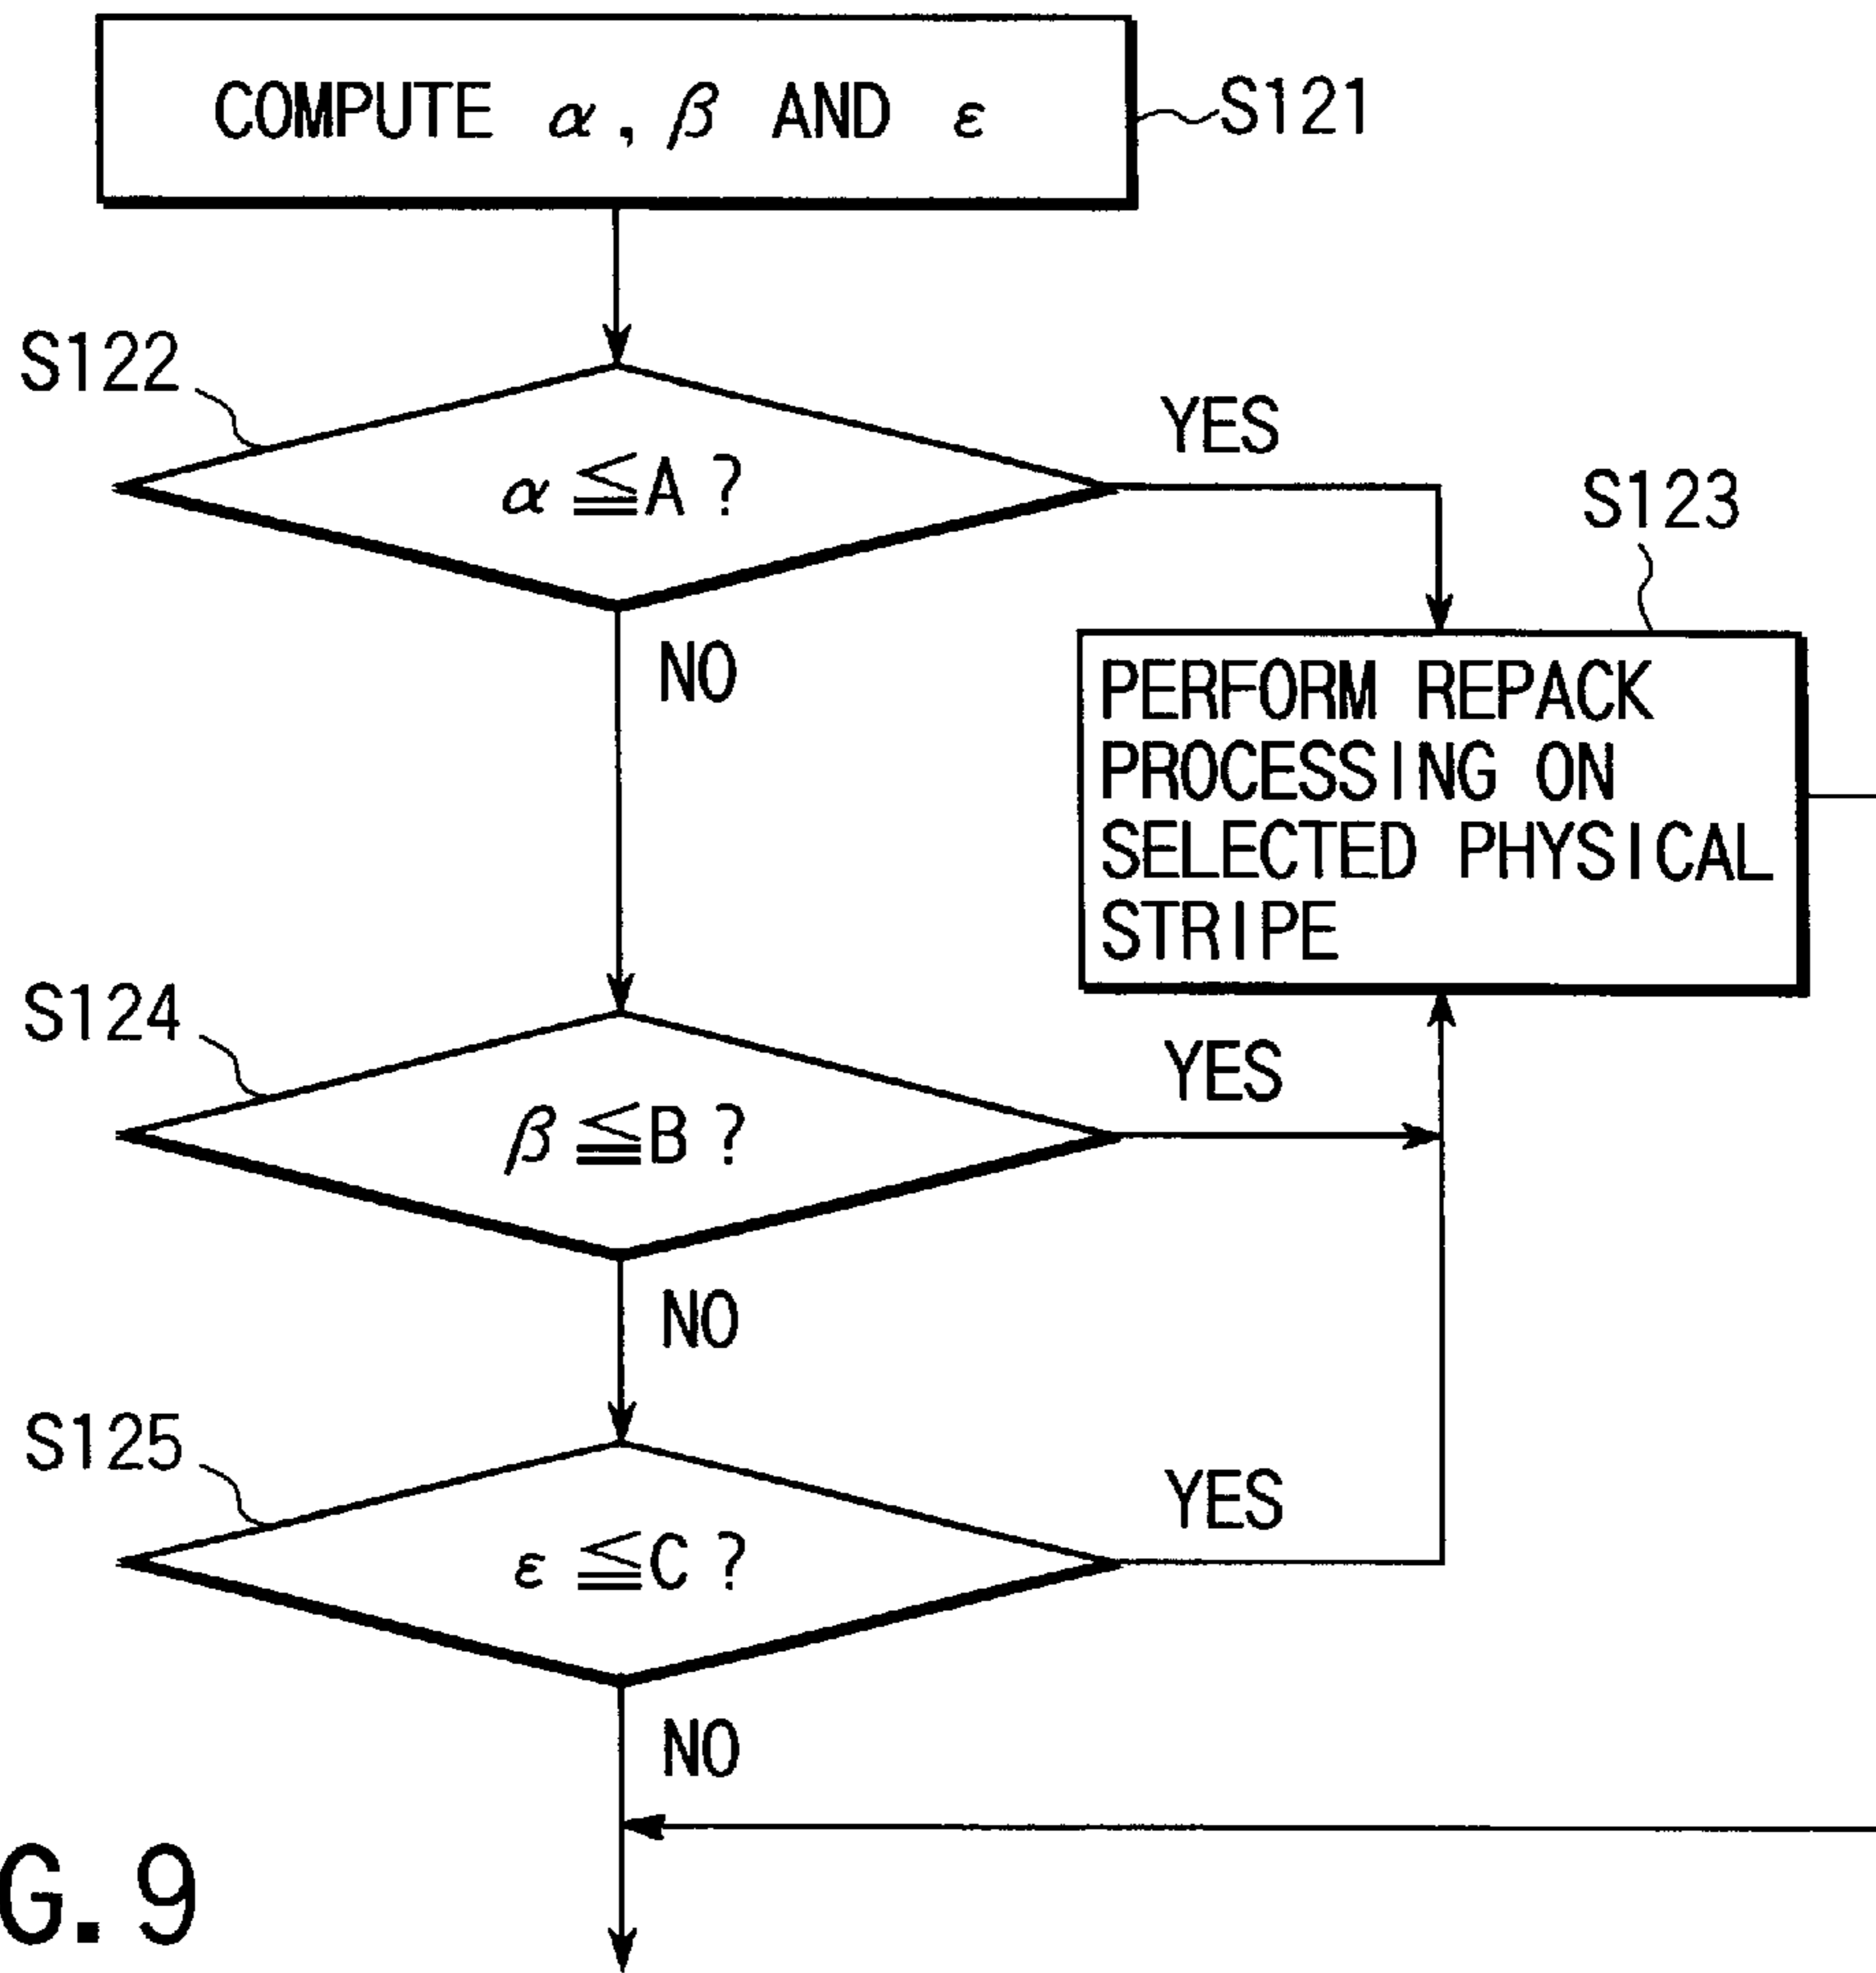 COMPUTE α, β AND ε
S121
S122
α ≦ A ?
YES
NO
S123
PERFORM REPACK
PROCESSING ON
SELECTED PHYSICAL
STRIPE
S124
β ≦ B ?
YES
NO
S125
ε ≦ C ?
YES
NO
G. 9